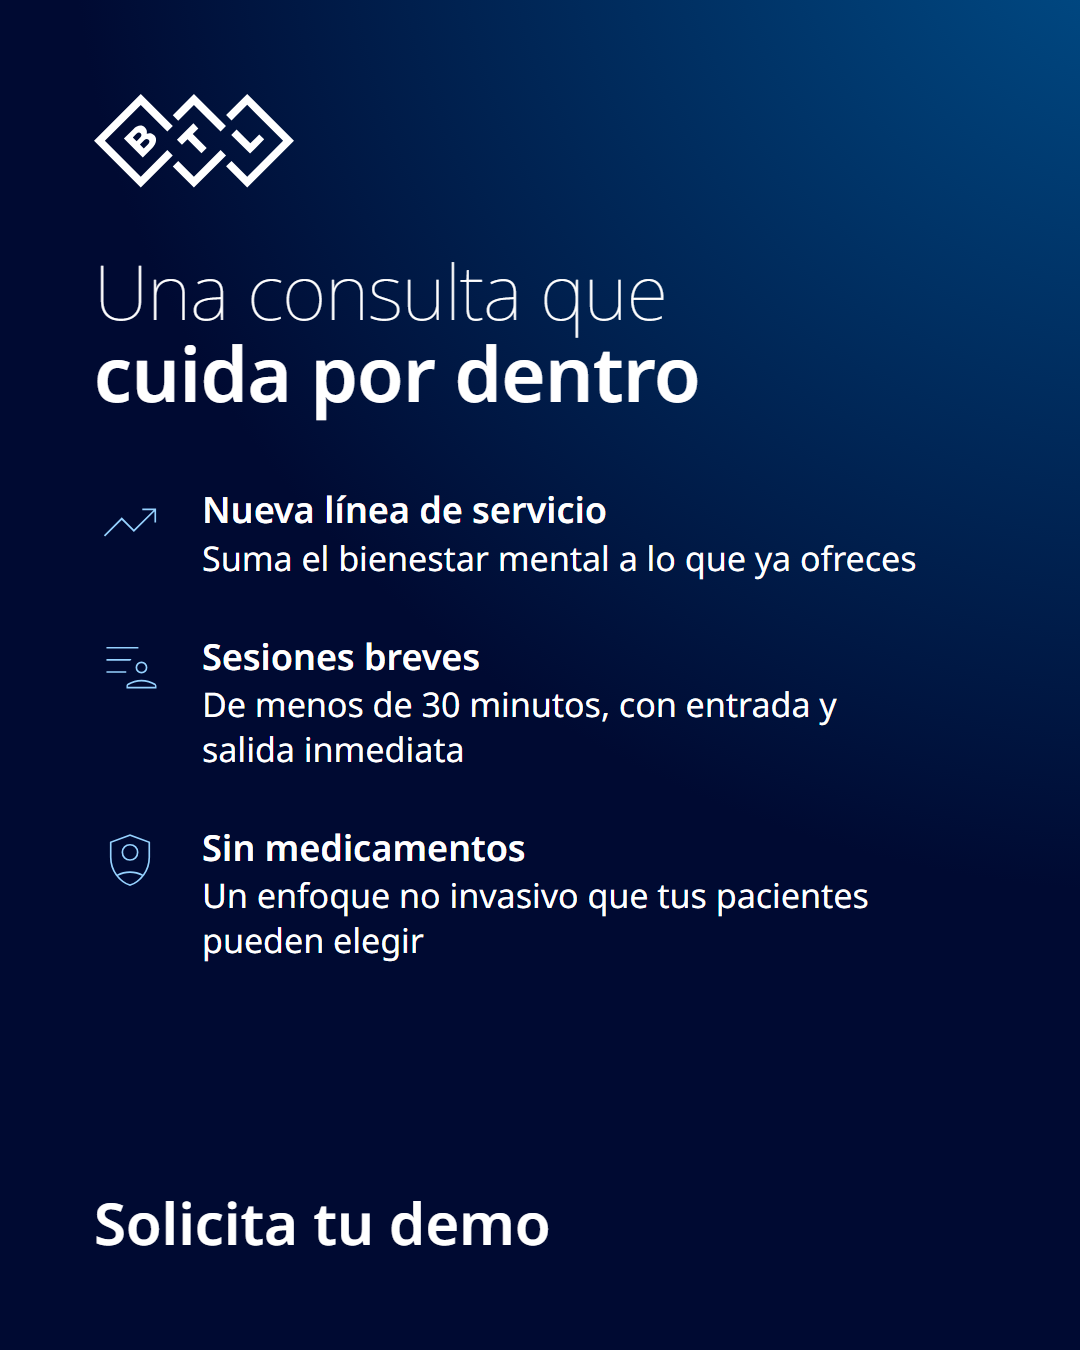 BTL
Una consulta que
cuida por dentro
Nueva línea de servicio
Suma el bienestar mental a lo que ya ofreces
Sesiones breves
De menos de 30 minutos, con entrada y
salida inmediata
Sin medicamentos
Un enfoque no invasivo que tus pacientes
pueden elegir
Solicita tu demo